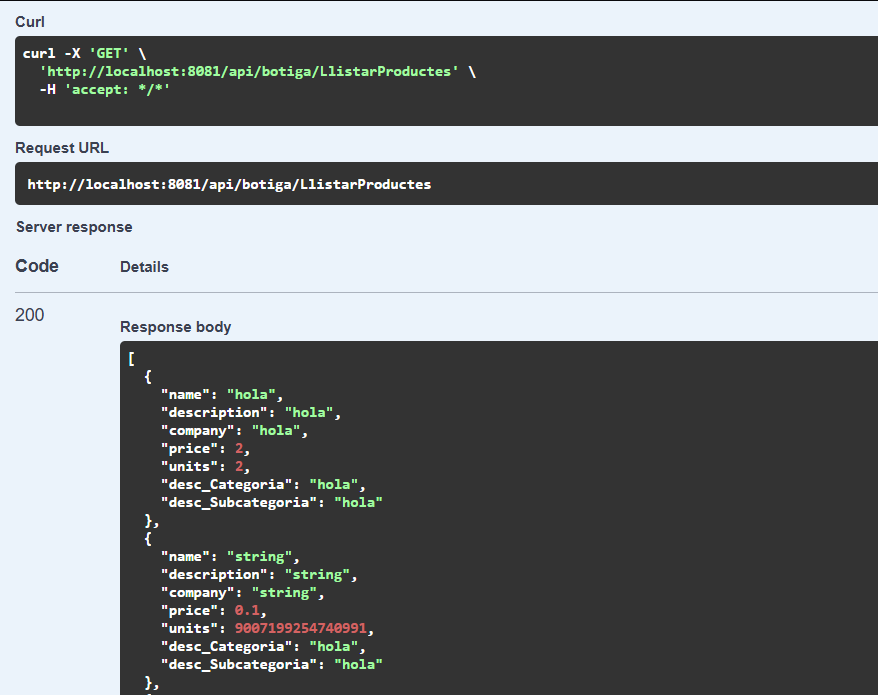 Curl
curl -X 'GET' \
  'http://localhost:8081/api/botiga/LlistarProductes' \
  -H 'accept: */*'
Request URL
http://localhost:8081/api/botiga/LlistarProductes
Server response
Code Details
200
Response body
[
  {
    "name": "hola",
    "description": "hola",
    "company": "hola",
    "price": 2,
    "units": 2,
    "desc_Categoria": "hola",
    "desc_Subcategoria": "hola"
  },
  {
    "name": "string",
    "description": "string",
    "company": "string",
    "price": 0.1,
    "units": 9007199254740991,
    "desc_Categoria": "hola",
    "desc_Subcategoria": "hola"
  },